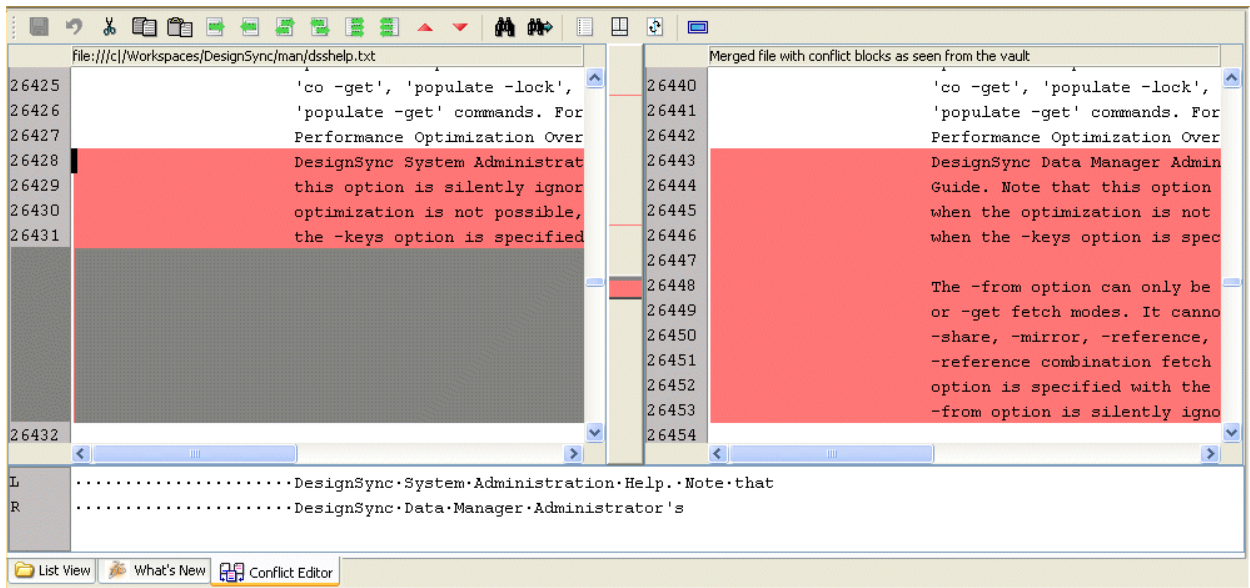 file:///c|/Workspaces/DesignSync/man/dsshelp.txt
26425 'co -get', 'populate -lock',
26426 'populate -get' commands. For
26427 Performance Optimization Over
26428 DesignSync System Administrat
26429 this option is silently ignor
26430 optimization is not possible,
26431 the -keys option is specified
26432
Merged file with conflict blocks as seen from the vault
26440 'co -get', 'populate -lock',
26441 'populate -get' commands. For
26442 Performance Optimization Over
26443 DesignSync Data Manager Admin
26444 Guide. Note that this option
26445 when the optimization is not
26446 when the -keys option is spec
26447
26448 The -from option can only be
26449 or -get fetch modes. It canno
26450 -share, -mirror, -reference,
26451 -reference combination fetch
26452 option is specified with the
26453 -from option is silently igno
26454
L ······················DesignSync·System·Administration·Help.·Note·that
R ······················DesignSync·Data·Manager·Administrator's
List View What's New Conflict Editor